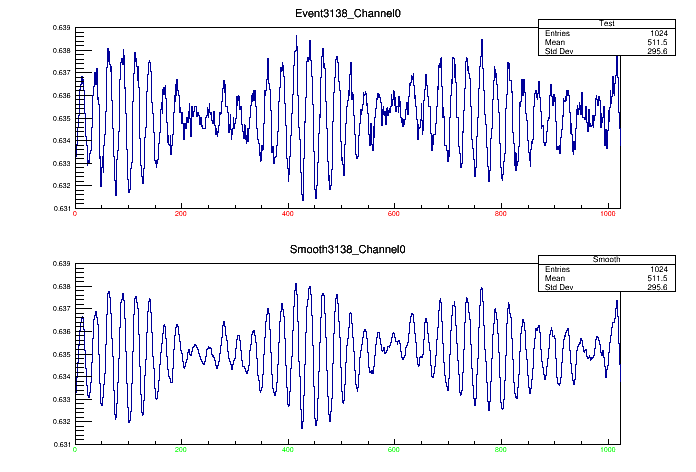 Event3138_Channel0
Test
Entries 1024
Mean 511.5
Std Dev 295.6
0.639
0.638
0.637
0.636
0.635
0.634
0.633
0.632
0.631
0 200 400 600 800 1000
Smooth3138_Channel0
Smooth
Entries 1024
Mean 511.5
Std Dev 295.6
0.639
0.638
0.637
0.636
0.635
0.634
0.633
0.632
0.631
0 200 400 600 800 1000